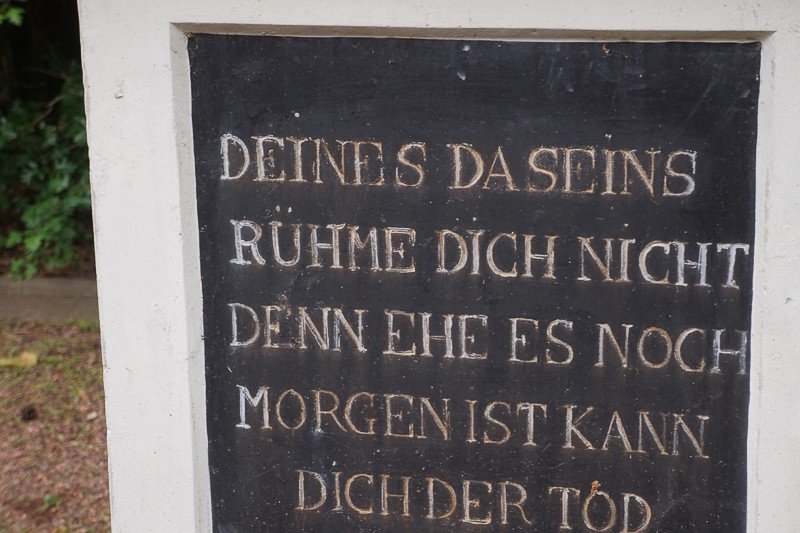 DEINES DASEINS
RÜHME DICH NICHT
DENN EHE ES NOCH
MORGEN IST KANN
DICH DER TOD